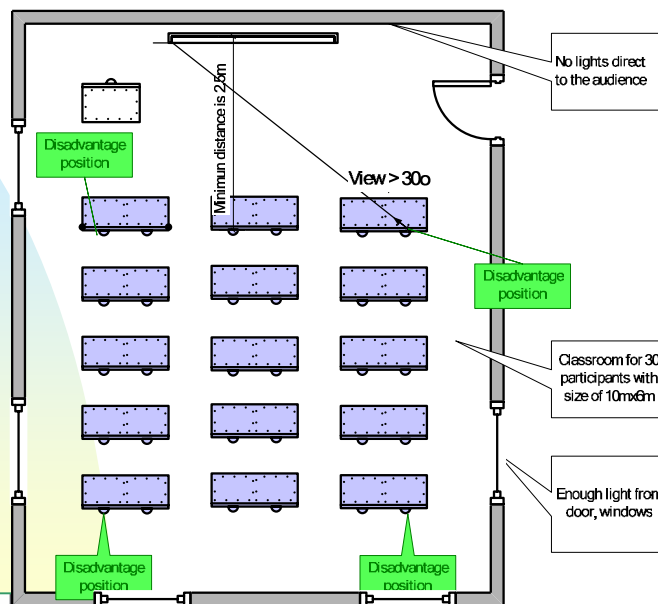 No lights direct
to the audience
Disadvantage
position
Minimun distance is 2.5m
View > 30o
Disadvantage
position
Classroom for 30
participants with
size of 10mx6m
Enough light from
door, windows
Disadvantage
position
Disadvantage
position